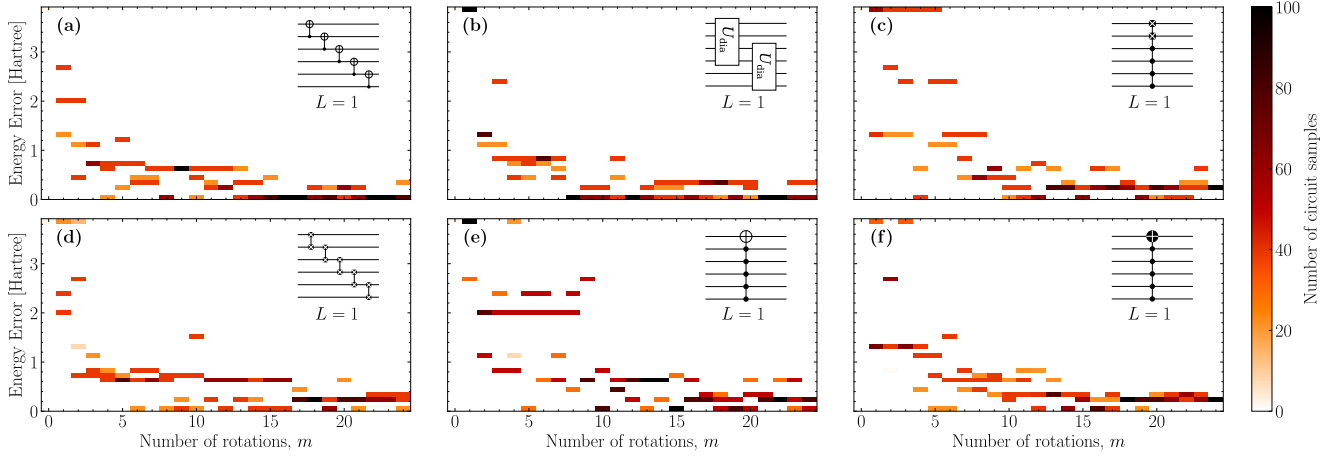 (a)
L = 1
(b)
U_dia
U_dia
L = 1
(c)
L = 1
Energy Error [Hartree]
3
2
1
0
(d)
L = 1
(e)
L = 1
(f)
L = 1
Energy Error [Hartree]
3
2
1
0
0 5 10 15 20
0 5 10 15 20
0 5 10 15 20
Number of rotations, m
Number of rotations, m
Number of rotations, m
100
80
60
40
20
0
Number of circuit samples